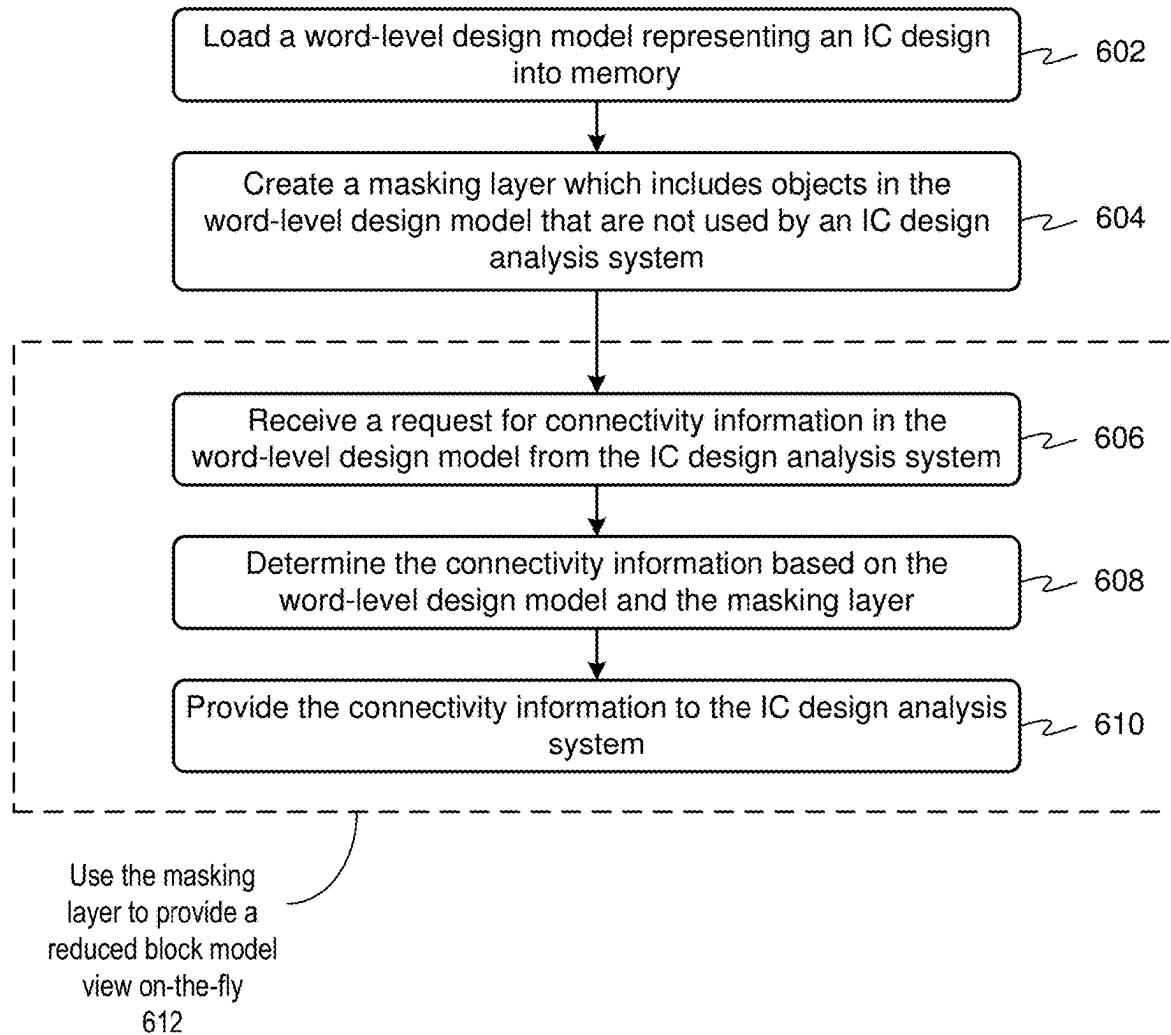 Load a word-level design model representing an IC design
into memory
602
Create a masking layer which includes objects in the
word-level design model that are not used by an IC design
analysis system
604
Receive a request for connectivity information in the
word-level design model from the IC design analysis system
606
Determine the connectivity information based on the
word-level design model and the masking layer
608
Provide the connectivity information to the IC design analysis
system
610
Use the masking
layer to provide a
reduced block model
view on-the-fly
612